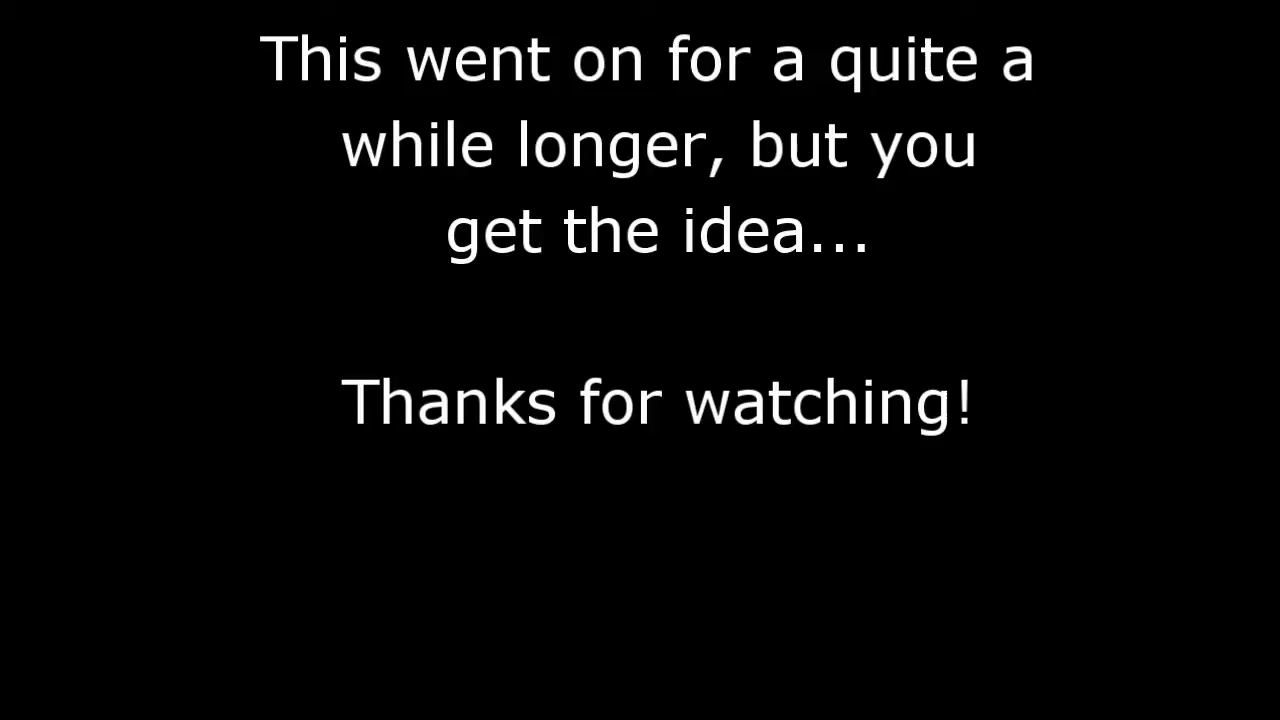 This went on for a quite a
while longer, but you
get the idea...
Thanks for watching!